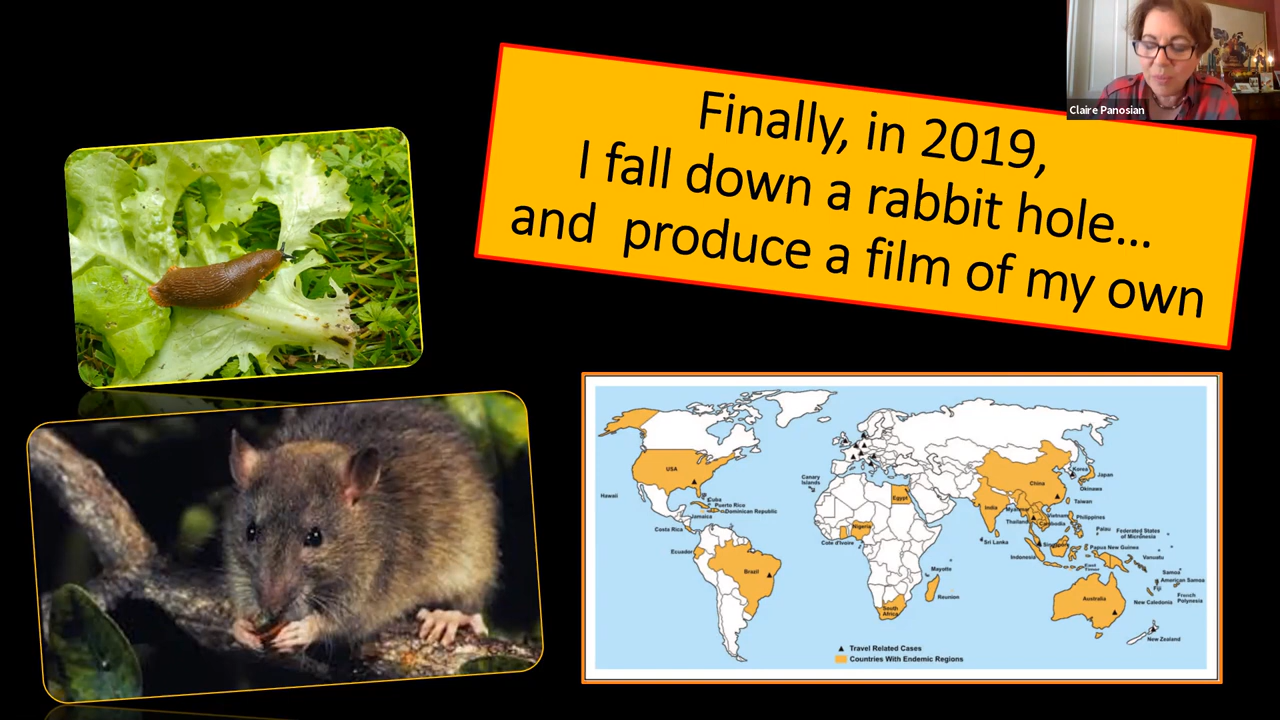 Claire Panosian
Finally, in 2019,
I fall down a rabbit hole...
and produce a film of my own
USA
Hawaii
Cuba
Puerto Rico
Dominican Republic
Jamaica
Costa Rica
Ecuador
Brazil
Canary
Islands
Egypt
Nigeria
Cote d'Ivoire
South
Africa
Mayotte
Reunion
China
Korea
Japan
Okinawa
Taiwan
India
Myanmar
Thailand
Vietnam
Cambodia
Philippines
Sri Lanka
Singapore
Indonesia
Palau
Federated States
of Micronesia
Papua New Guinea
East
Timor
Vanuatu
Samoa
American Samoa
French
Polynesia
New Caledonia
Australia
New Zealand
Travel Related Cases
Countries With Endemic Regions